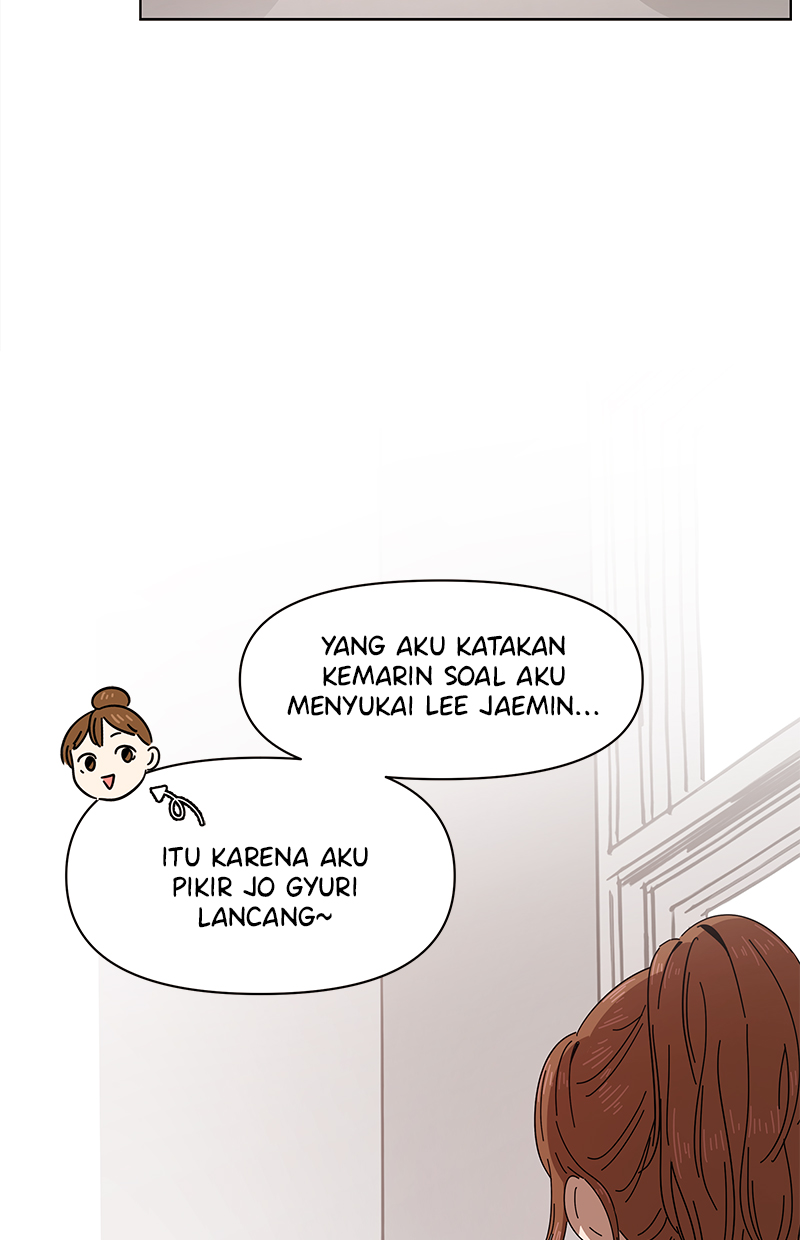 YANG AKU KATAKAN
KEMARIN SOAL AKU
MENYUKAI LEE JAEMIN...
ITU KARENA AKU
PIKIR JO GYURI
LANCANG~